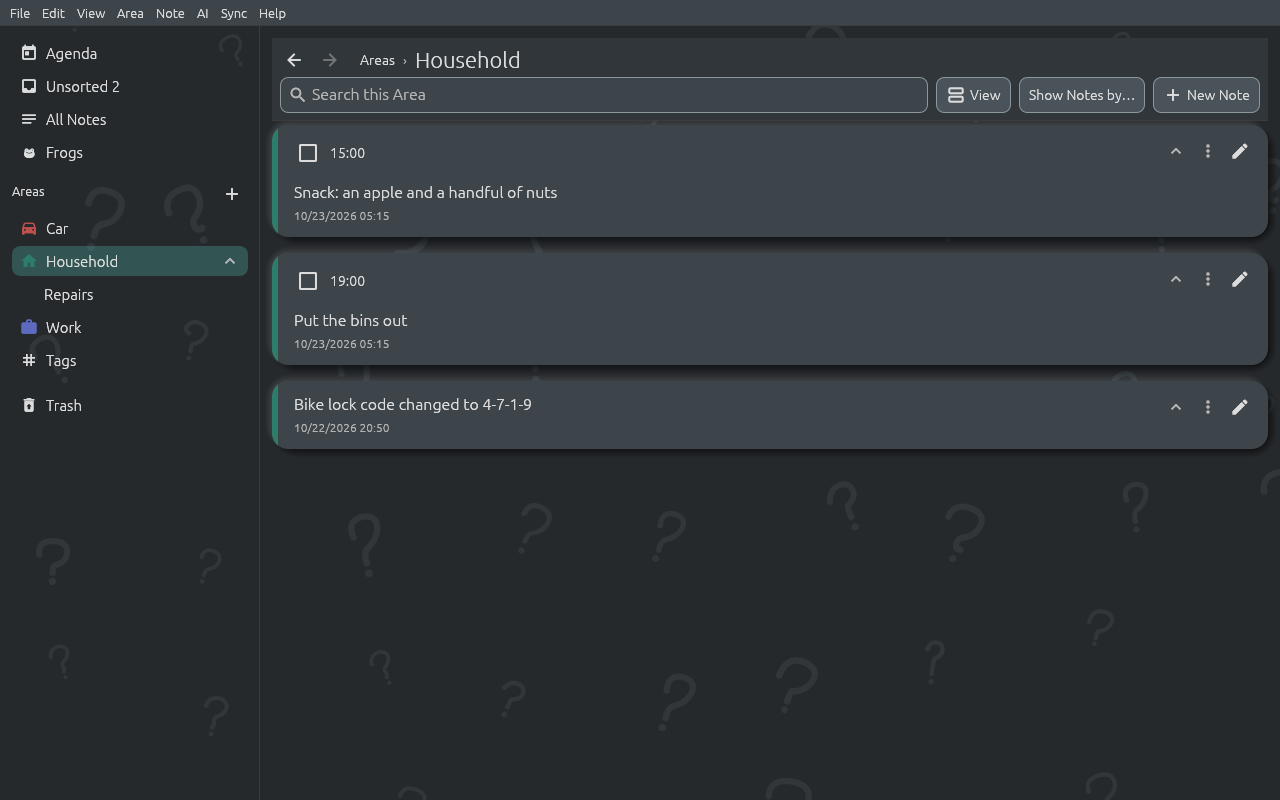 File Edit View Area Note AI Sync Help
Agenda
Unsorted 2
All Notes
Frogs
Areas
Car
Household
Repairs
Work
Tags
Trash
Areas › Household
Search this Area
View
Show Notes by...
New Note
15:00
Snack: an apple and a handful of nuts
10/23/2026 05:15
19:00
Put the bins out
10/23/2026 05:15
Bike lock code changed to 4-7-1-9
10/22/2026 20:50